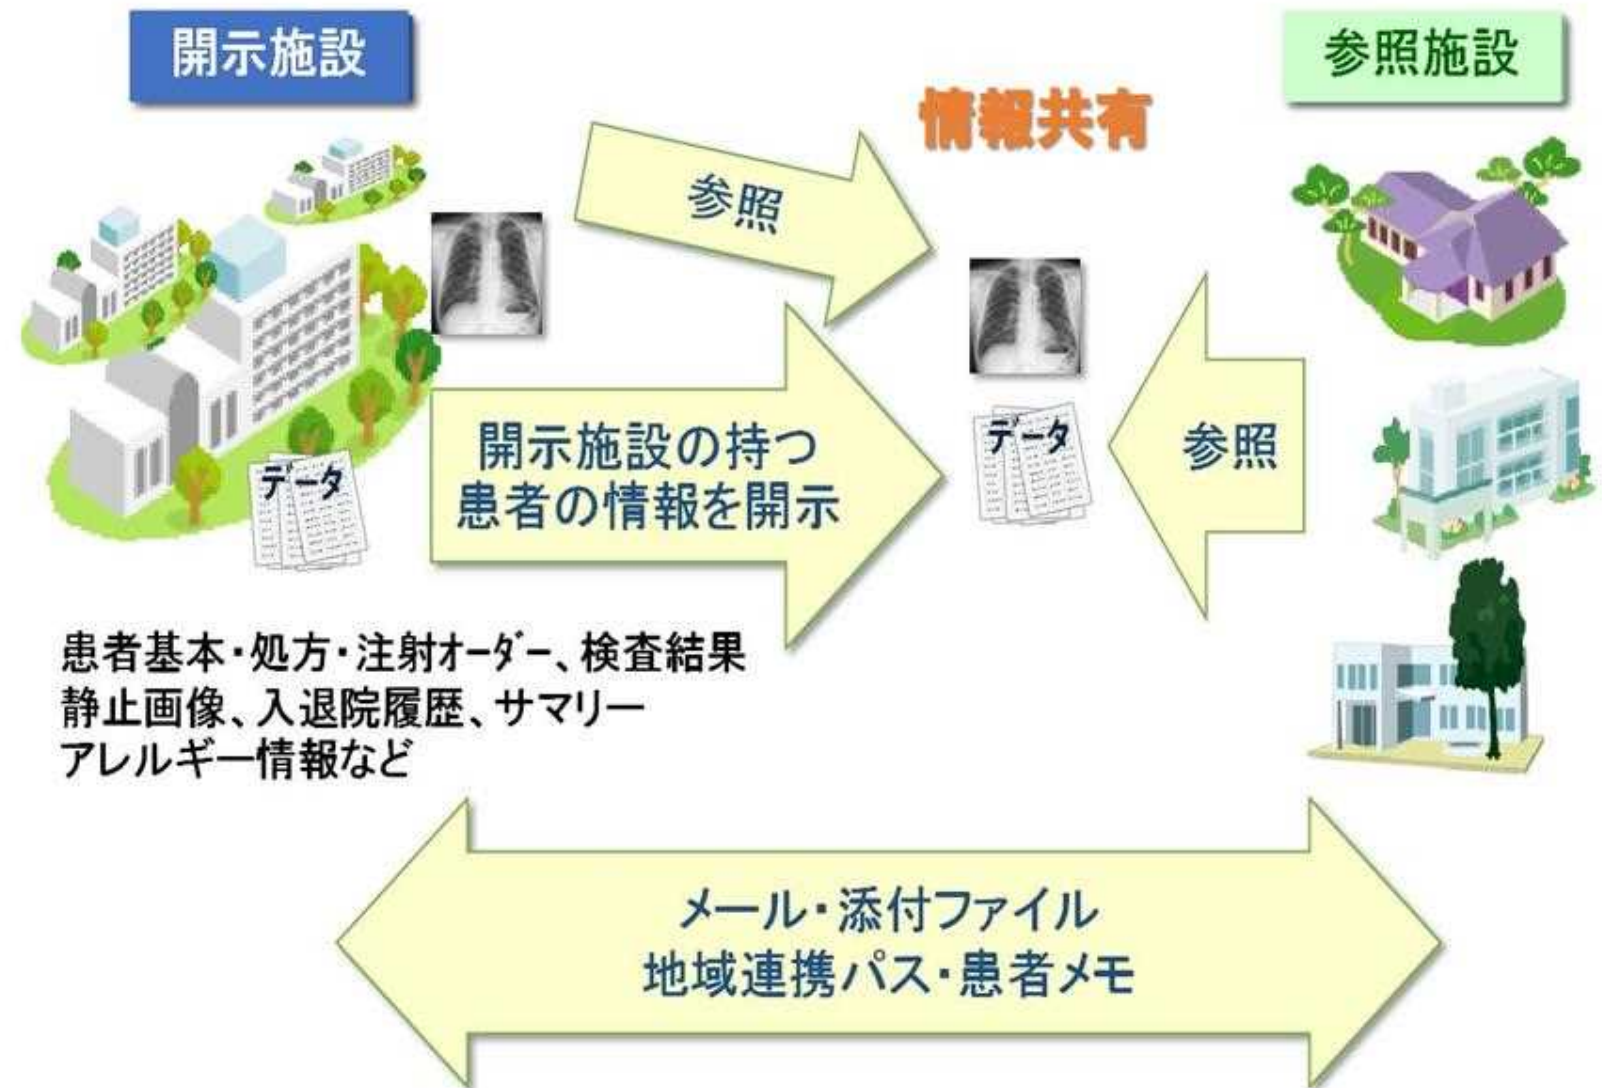 開示施設
参照施設
情報共有
参照
開示施設の持つ
患者の情報を開示
データ
データ
参照
患者基本・処方・注射オーダー、検査結果
静止画像、入退院履歴、サマリー
アレルギー情報など
メール・添付ファイル
地域連携パス・患者メモ